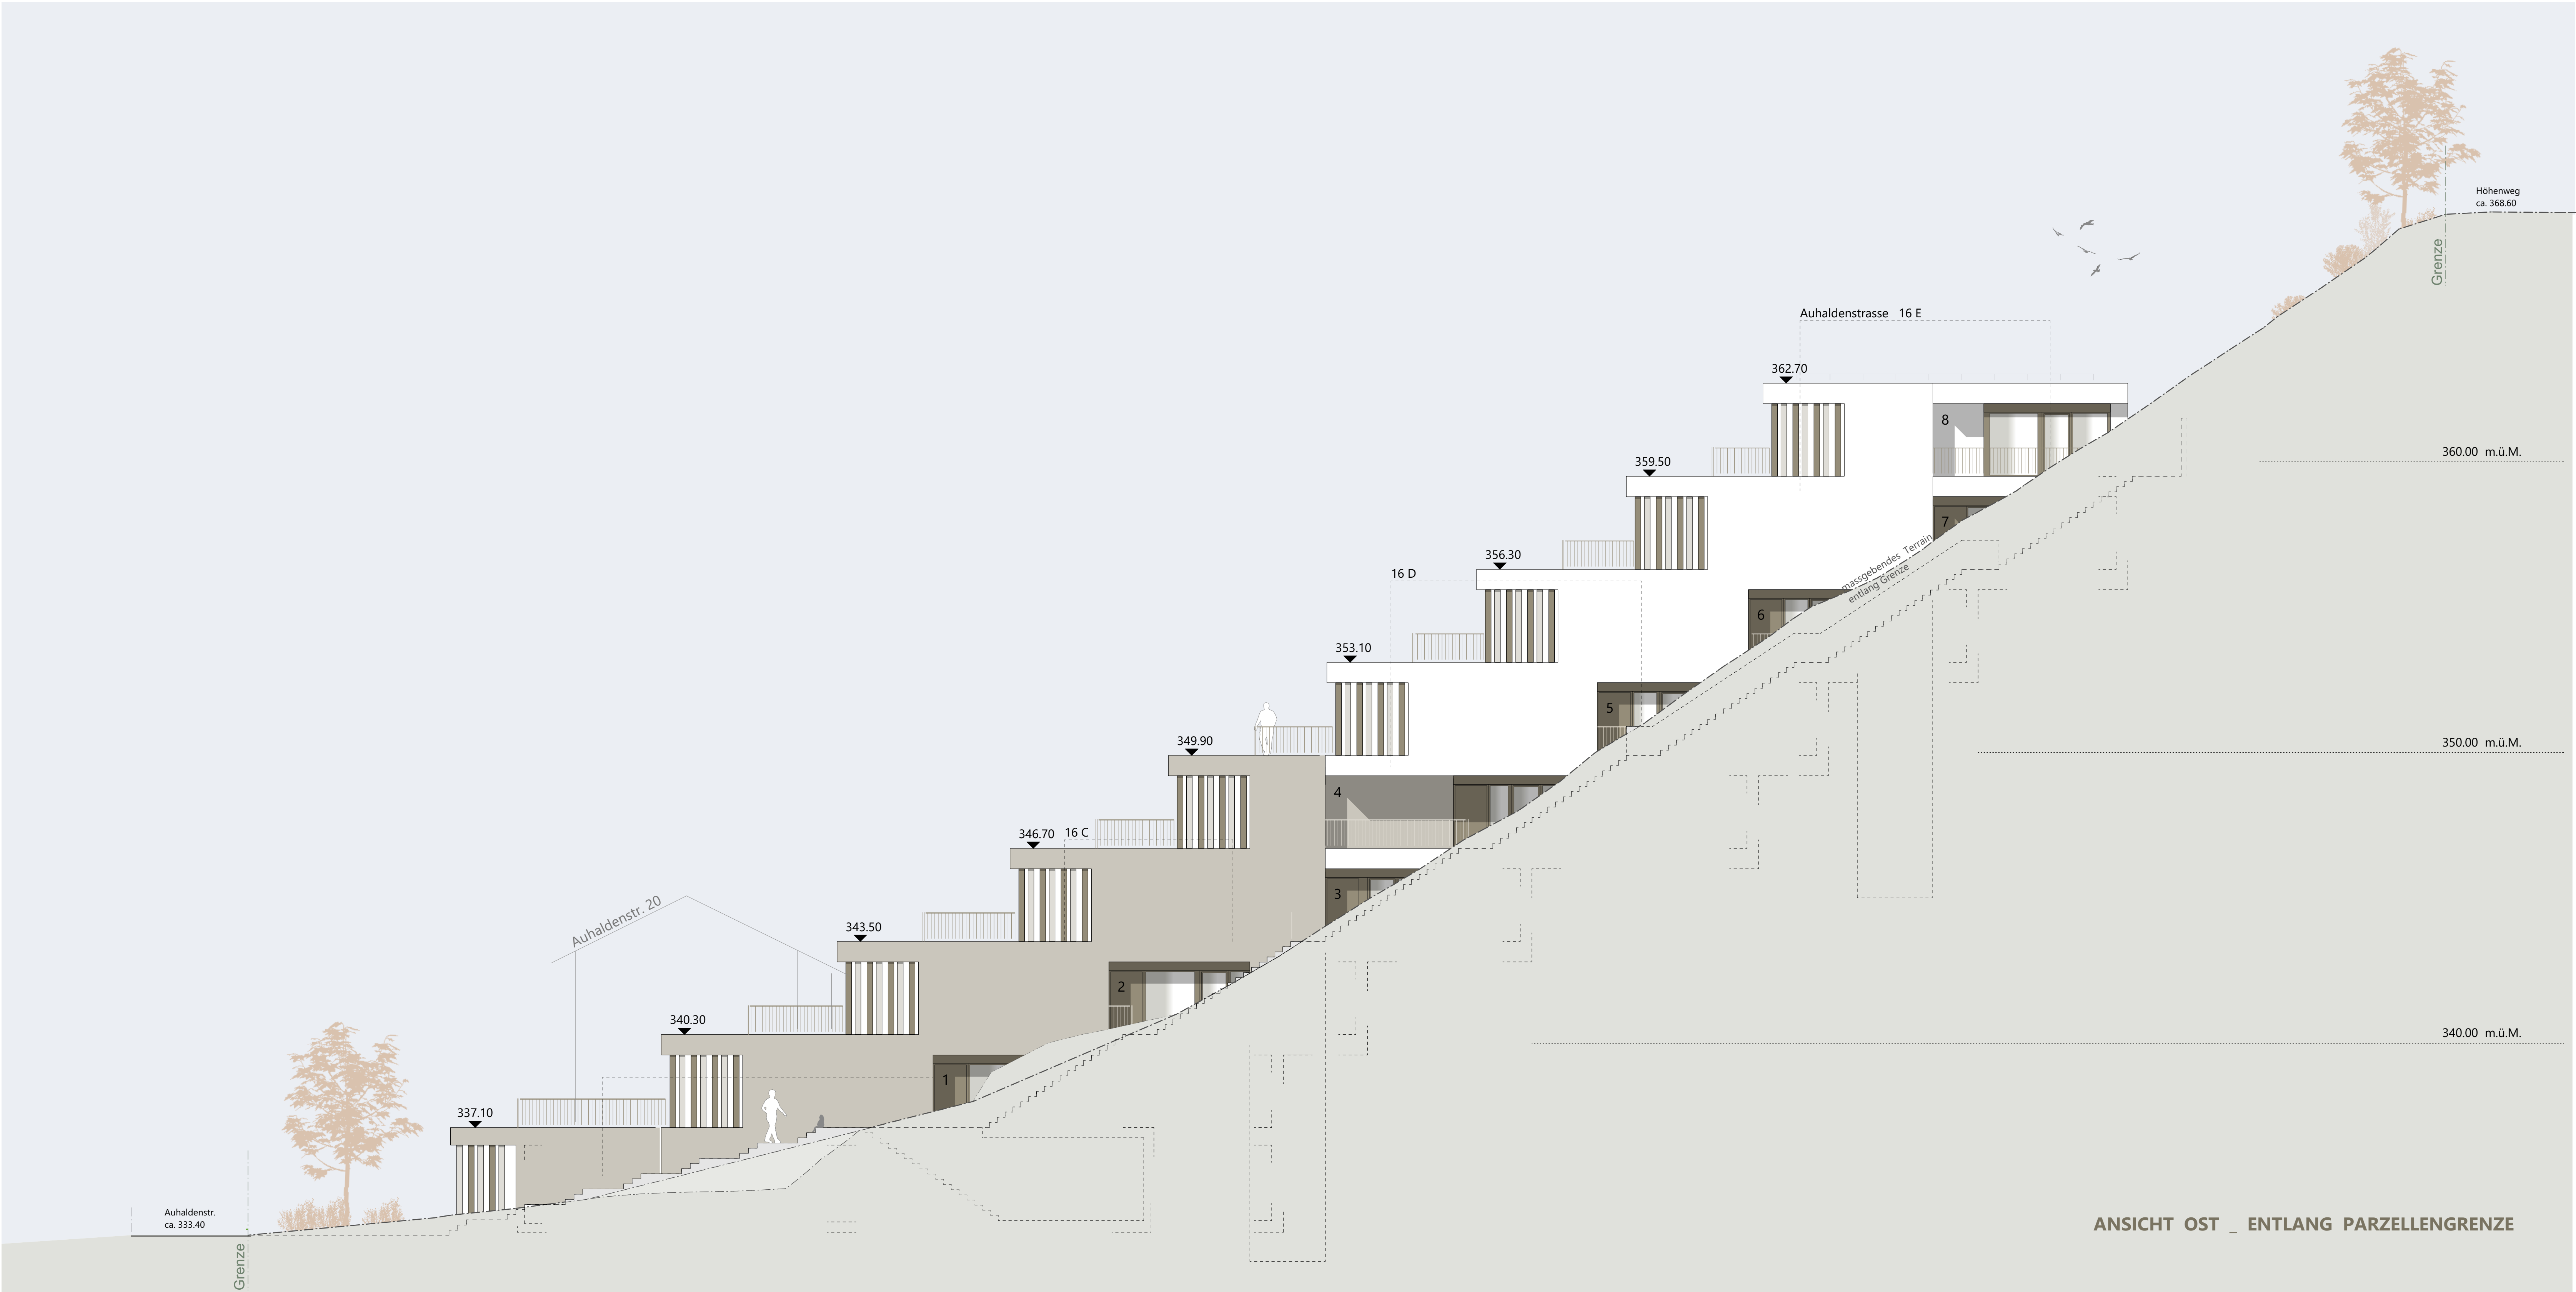 Höhenweg
ca. 368.60
Grenze
Auhaldenstrasse 16 E
362.70
8
359.50
360.00 m.ü.M.
7
massgebendes Terrain
entlang Grenze
356.30
16 D
6
353.10
5
349.90
350.00 m.ü.M.
4
346.70
16 C
3
Auhaldenstr. 20
343.50
2
340.30
340.00 m.ü.M.
1
337.10
Auhaldenstr.
ca. 333.40
Grenze
ANSICHT OST _ ENTLANG PARZELLENGRENZE